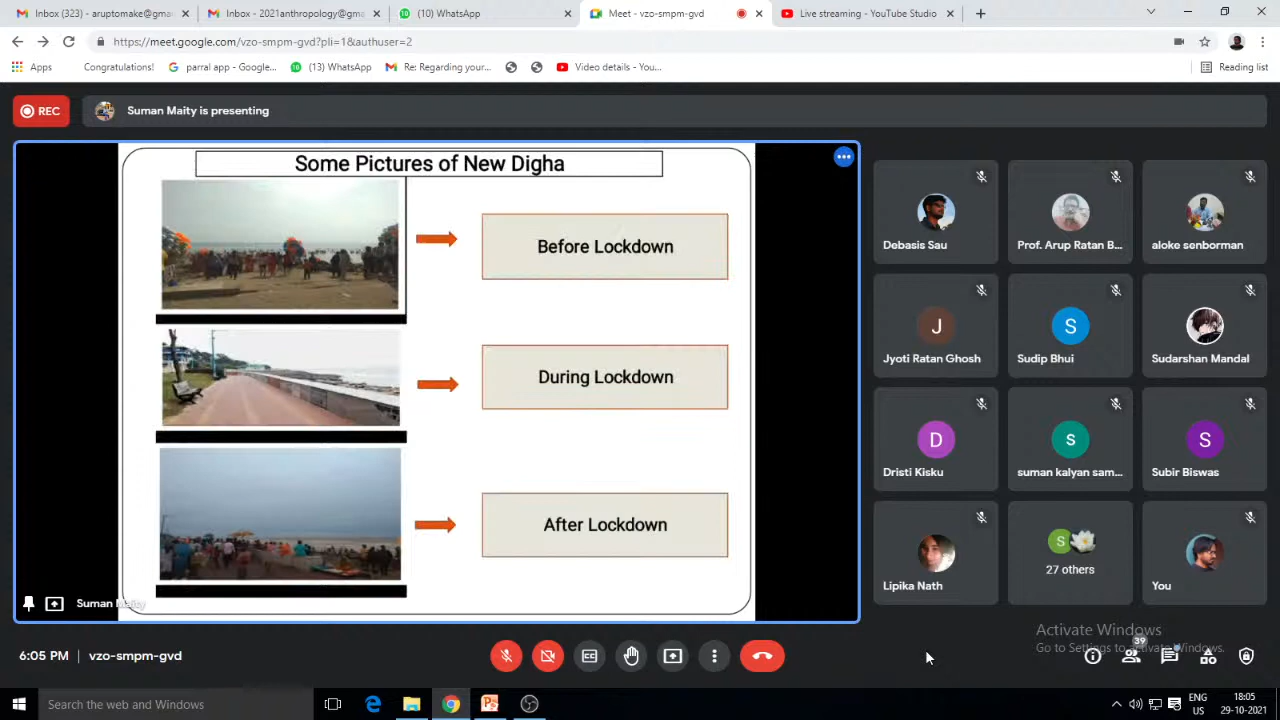 Inbox (323) - aruptomake@gmai
Inbox - 2021anthropology@gma
(10) WhatsApp
Meet - vzo-smpm-gvd
Live streaming - YouTube Studio
https://meet.google.com/vzo-smpm-gvd?pli=1&authuser=2
Apps
Congratulations!
parral app - Google...
(13) WhatsApp
Re: Regarding your...
Video details - You...
Reading list
REC
Suman Maity is presenting
Some Pictures of New Digha
Before Lockdown
During Lockdown
After Lockdown
Suman Maity
Debasis Sau
Prof. Arup Ratan B...
aloke senborman
J
Jyoti Ratan Ghosh
S
Sudip Bhui
Sudarshan Mandal
D
Dristi Kisku
s
suman kalyan sam...
S
Subir Biswas
Lipika Nath
S
27 others
You
Activate Windows
Go to Settings to activate Windows.
6:05 PM | vzo-smpm-gvd
39
Search the web and Windows
ENG
US
18:05
29-10-2021